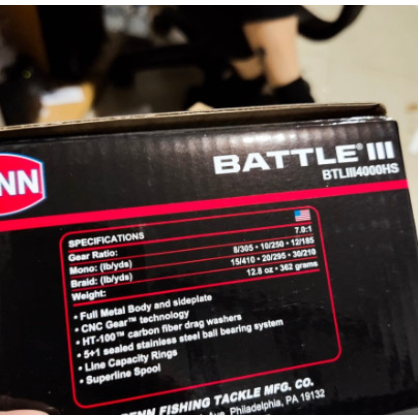 NN
BATTLE® III
BTLIII4000HS
SPECIFICATIONS
Gear Ratio: 7.0:1
Mono: (lb/yds) 8/305 • 10/250 • 12/185
Braid: (lb/yds) 15/410 • 20/295 • 30/210
Weight: 12.8 oz • 362 grams
• Full Metal Body and sideplate
• CNC Gear™ technology
• HT-100™ carbon fiber drag washers
• 5+1 sealed stainless steel ball bearing system
• Line Capacity Rings
• Superline Spool
PENN FISHING TACKLE MFG. CO.
Philadelphia, PA 19132